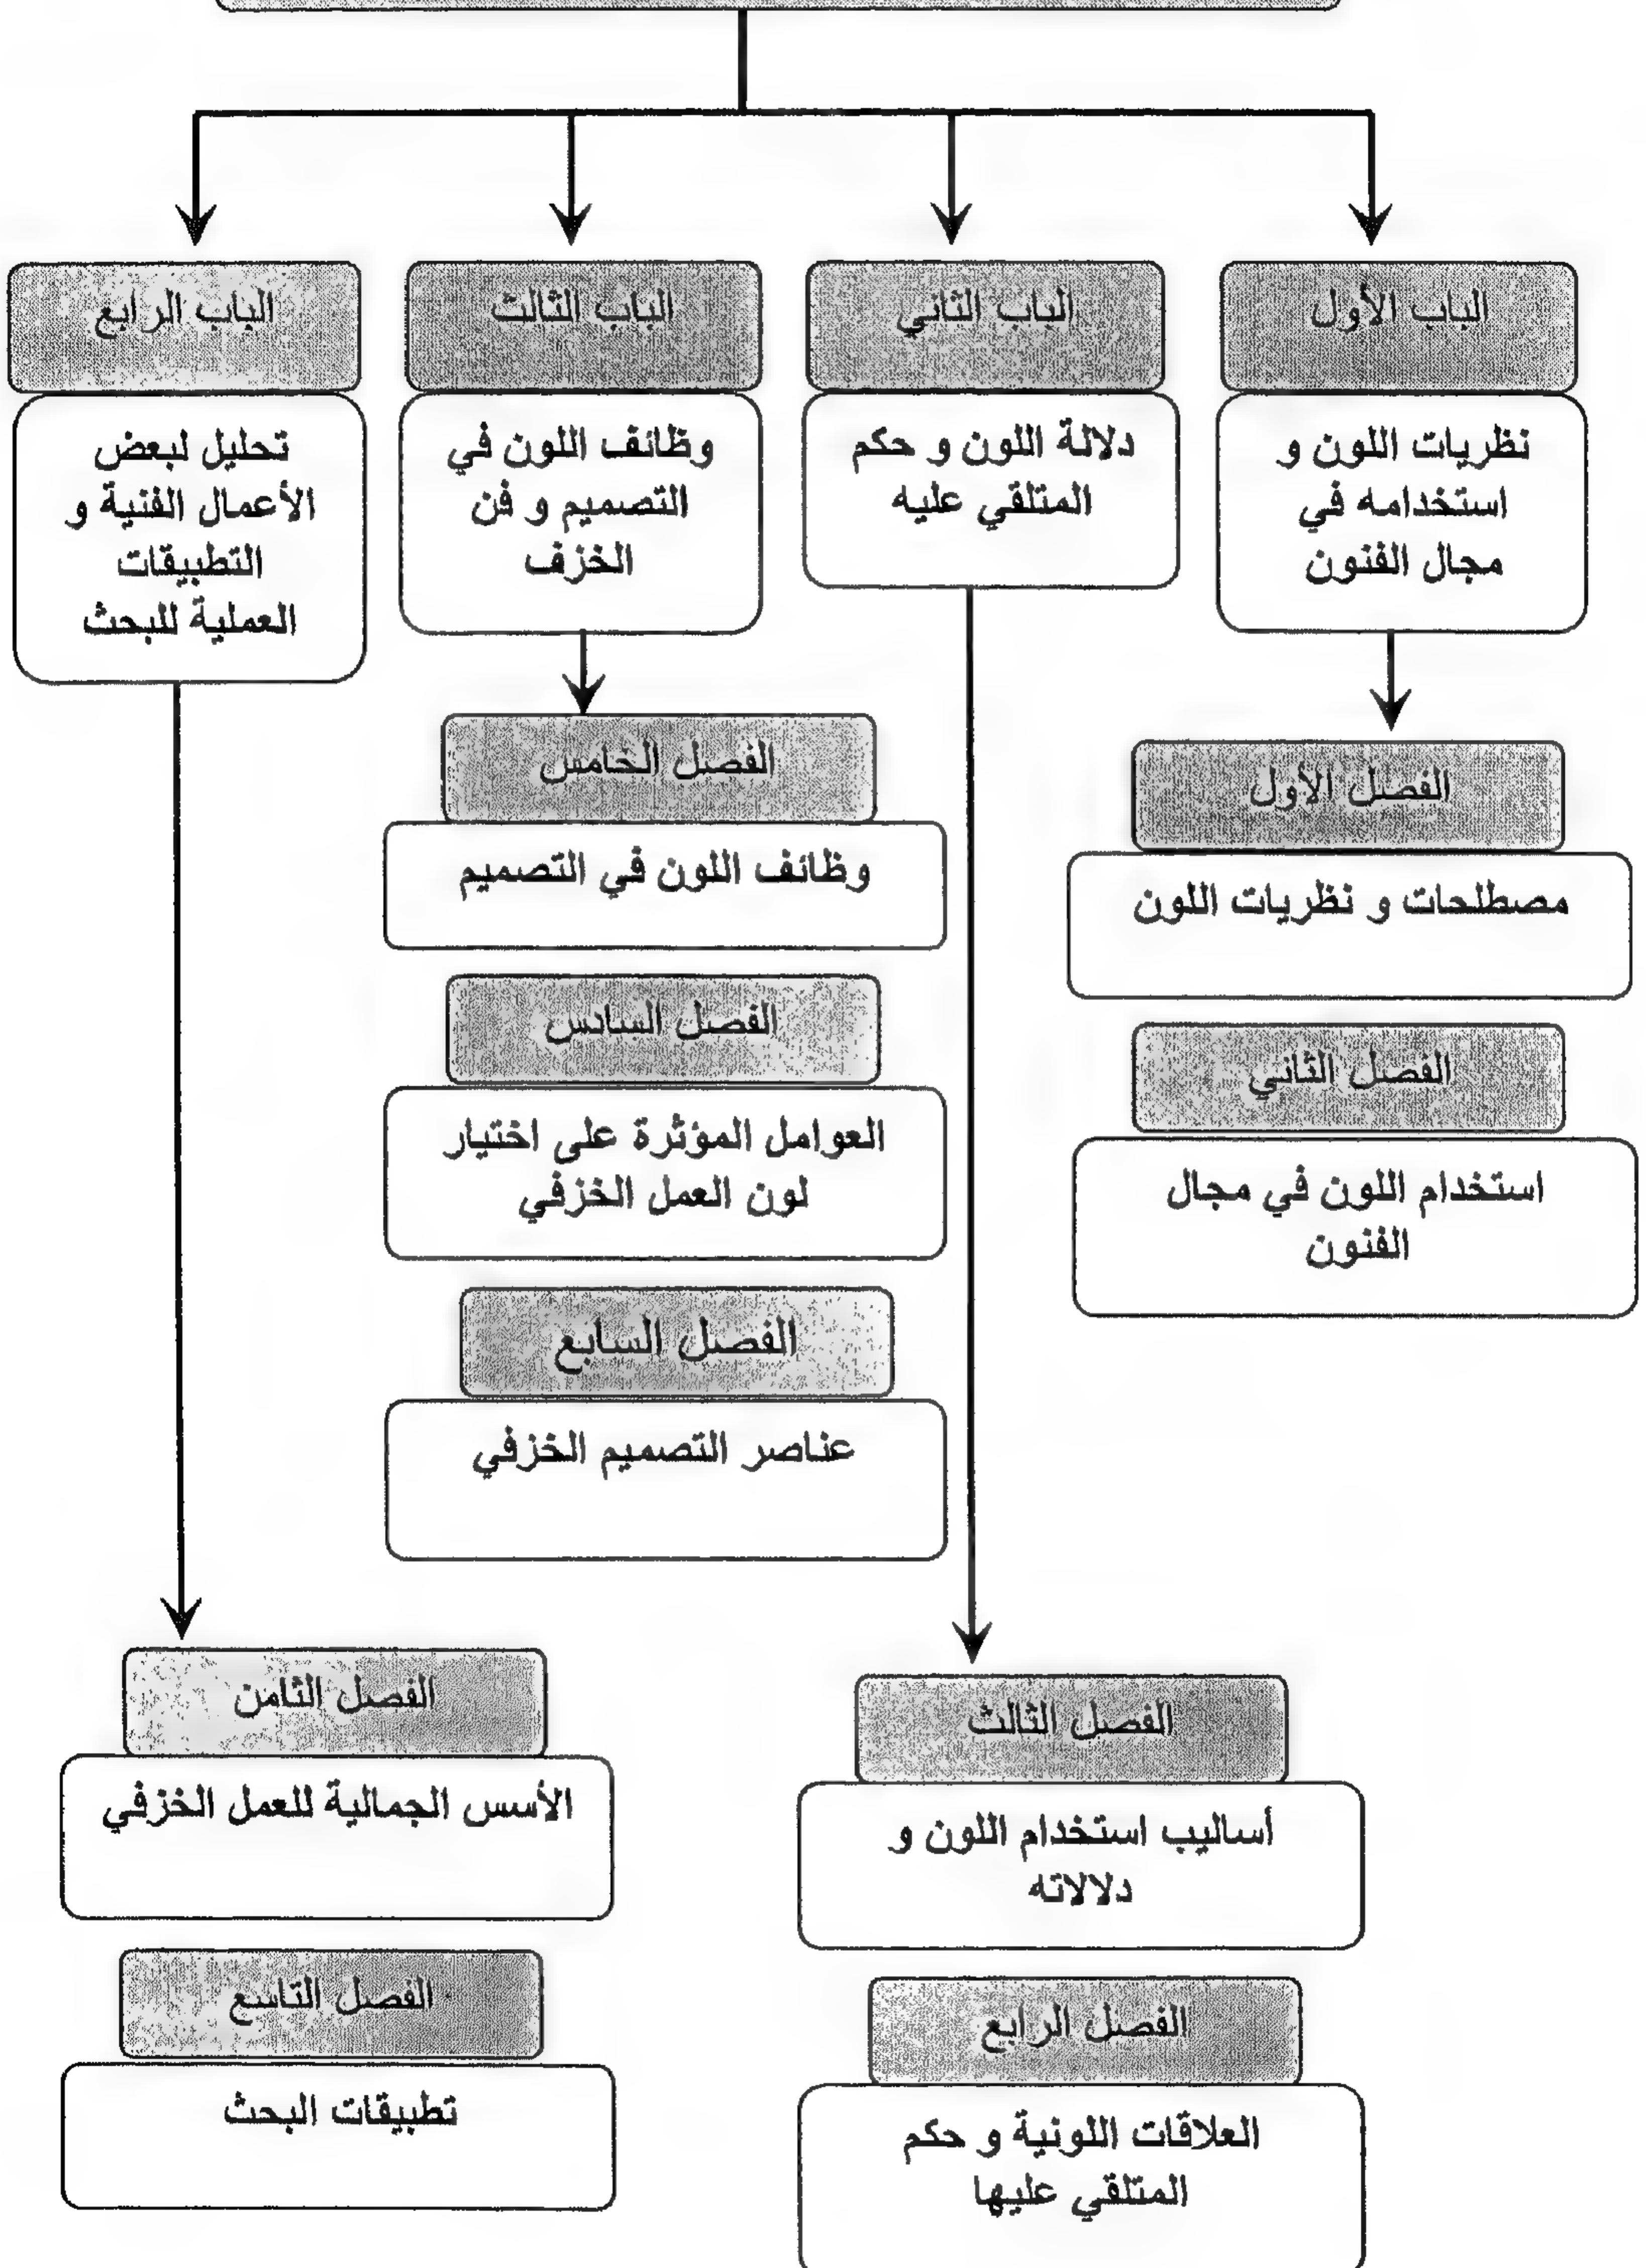 الباب الأول
نظريات اللون و
استخدامه في
مجال الفنون
الباب الثاني
دلالة اللون و حكم
المتلقي عليه
الباب الثالث
وظائف اللون في
التصميم و فن
الخزف
الباب الرابع
تحليل لبعض
الأعمال الفنية و
التطبيقات
العملية للبحث
الفصل الأول
مصطلحات و نظريات اللون
الفصل الثاني
استخدام اللون في مجال
الفنون
الفصل الخامس
وظائف اللون في التصميم
الفصل السادس
العوامل المؤثرة على اختيار
لون العمل الخزفي
الفصل السابع
عناصر التصميم الخزفي
الفصل الثالث
أساليب استخدام اللون و
دلالاته
الفصل الرابع
العلاقات اللونية و حكم
المتلقي عليها
الفصل الثامن
الأسس الجمالية للعمل الخزفي
الفصل التاسع
تطبيقات البحث